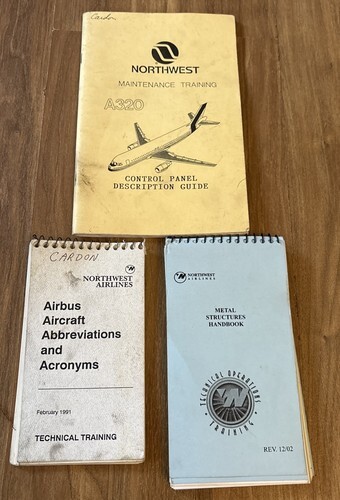 Cardon
NORTHWEST
MAINTENANCE TRAINING
A320
CONTROL PANEL
DESCRIPTION GUIDE
CARDON
NORTHWEST
AIRLINES
Airbus
Aircraft
Abbreviations
and
Acronyms
February 1991
TECHNICAL TRAINING
NORTHWEST
AIRLINES
METAL
STRUCTURES
HANDBOOK
TECHNICAL OPERATIONS
TRAINING
REV. 12/02